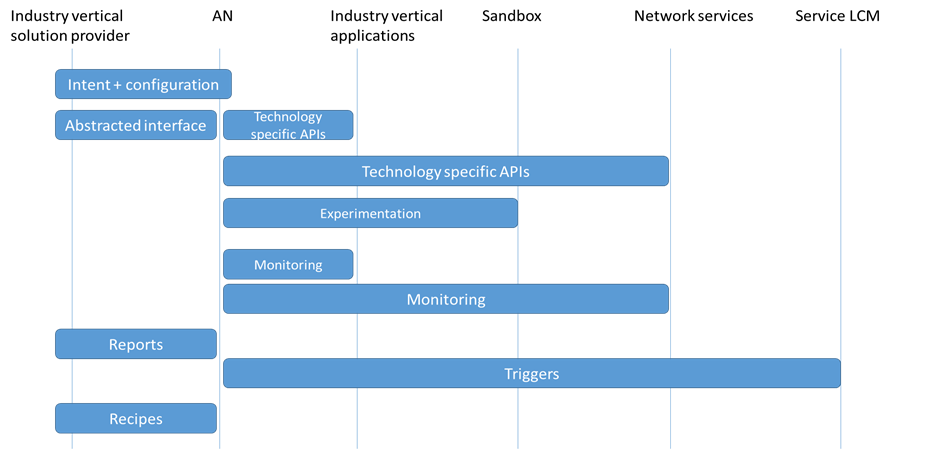 Industry vertical
solution provider
AN
Industry vertical
applications
Sandbox
Network services
Service LCM
Intent + configuration
Abstracted interface
Technology
specific APIs
Technology specific APIs
Experimentation
Monitoring
Monitoring
Reports
Triggers
Recipes